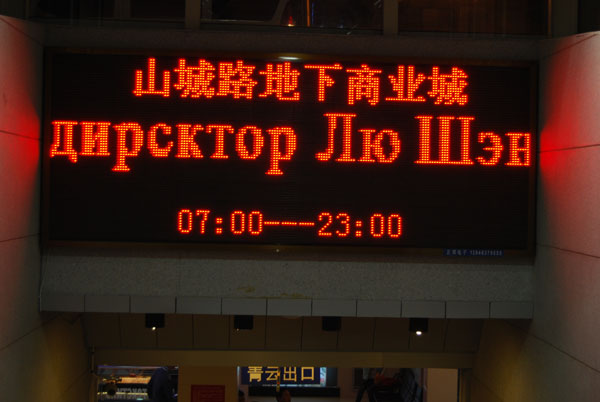 山城路地下商业城
дирсктор Лю Шэн
07:00---23:00
青云出口